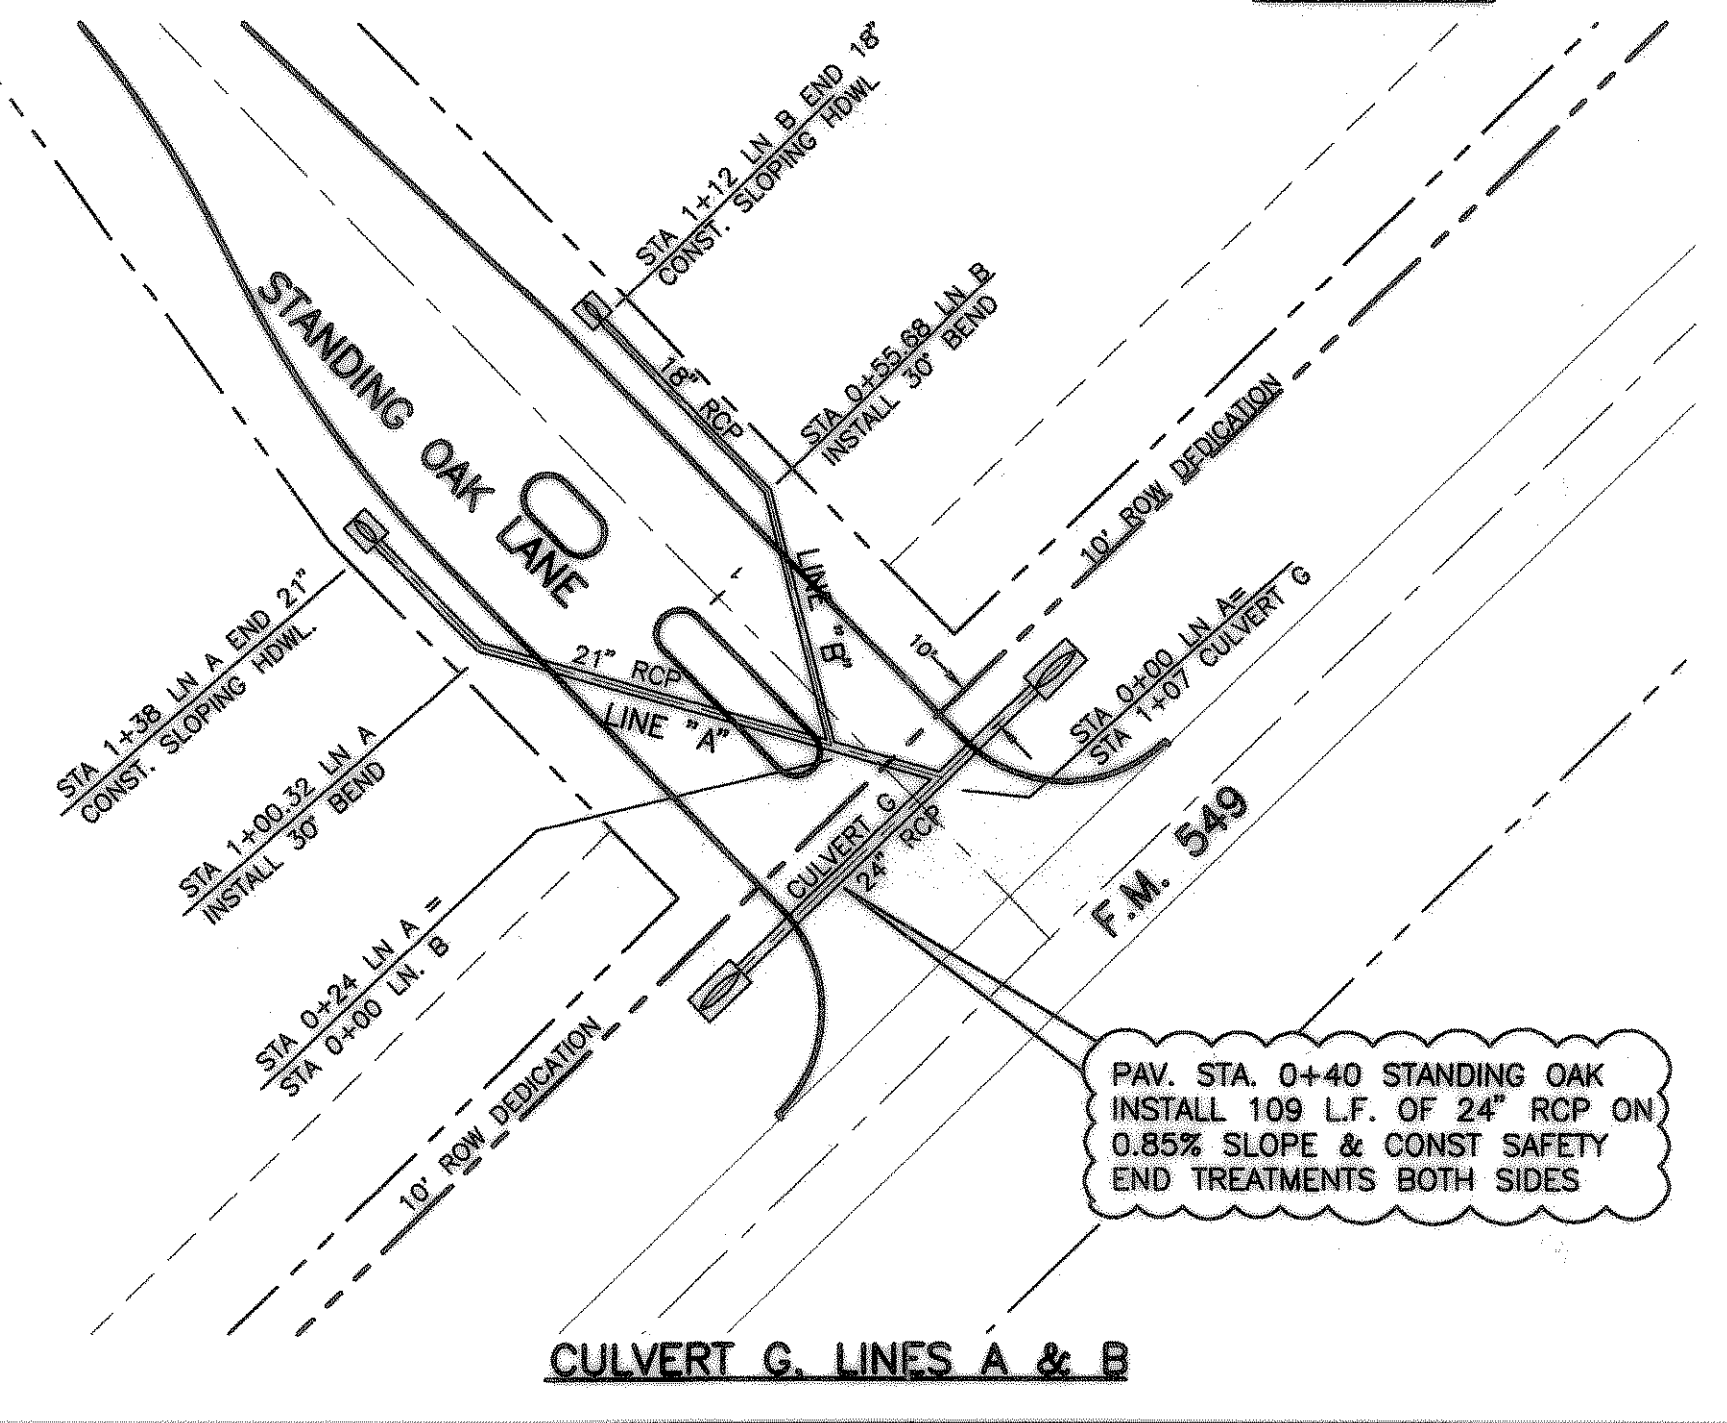 STA 1+12 LN B END 18"
CONST. SLOPING HDWL
STA 0+55.68 LN B
INSTALL 30° BEND
18" RCP
STANDING OAK
LANE
10' ROW DEDICATION
LINE "B"
1
10'
STA 0+00 LN A=
STA 1+07 CULVERT G
21" RCP
LINE "A"
STA 1+38 LN A END 21"
CONST. SLOPING HDWL.
STA 1+00.32 LN A
INSTALL 30° BEND
CULVERT G
24" RCP
F.M. 549
STA 0+24 LN A =
STA 0+00 LN. B
10' ROW DEDICATION
PAV. STA. 0+40 STANDING OAK
INSTALL 109 L.F. OF 24" RCP ON
0.85% SLOPE & CONST SAFETY
END TREATMENTS BOTH SIDES
CULVERT G, LINES A & B